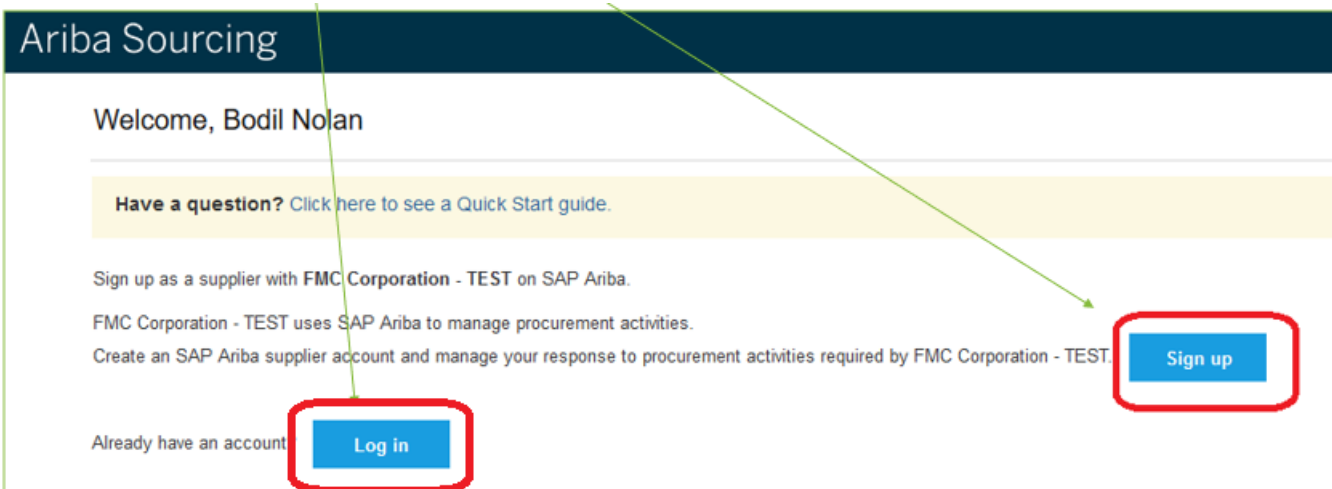 Ariba Sourcing
Welcome, Bodil Nolan
Have a question? Click here to see a Quick Start guide.
Sign up as a supplier with FMC Corporation - TEST on SAP Ariba.
FMC Corporation - TEST uses SAP Ariba to manage procurement activities.
Create an SAP Ariba supplier account and manage your response to procurement activities required by FMC Corporation - TEST.
Sign up
Already have an account?
Log in